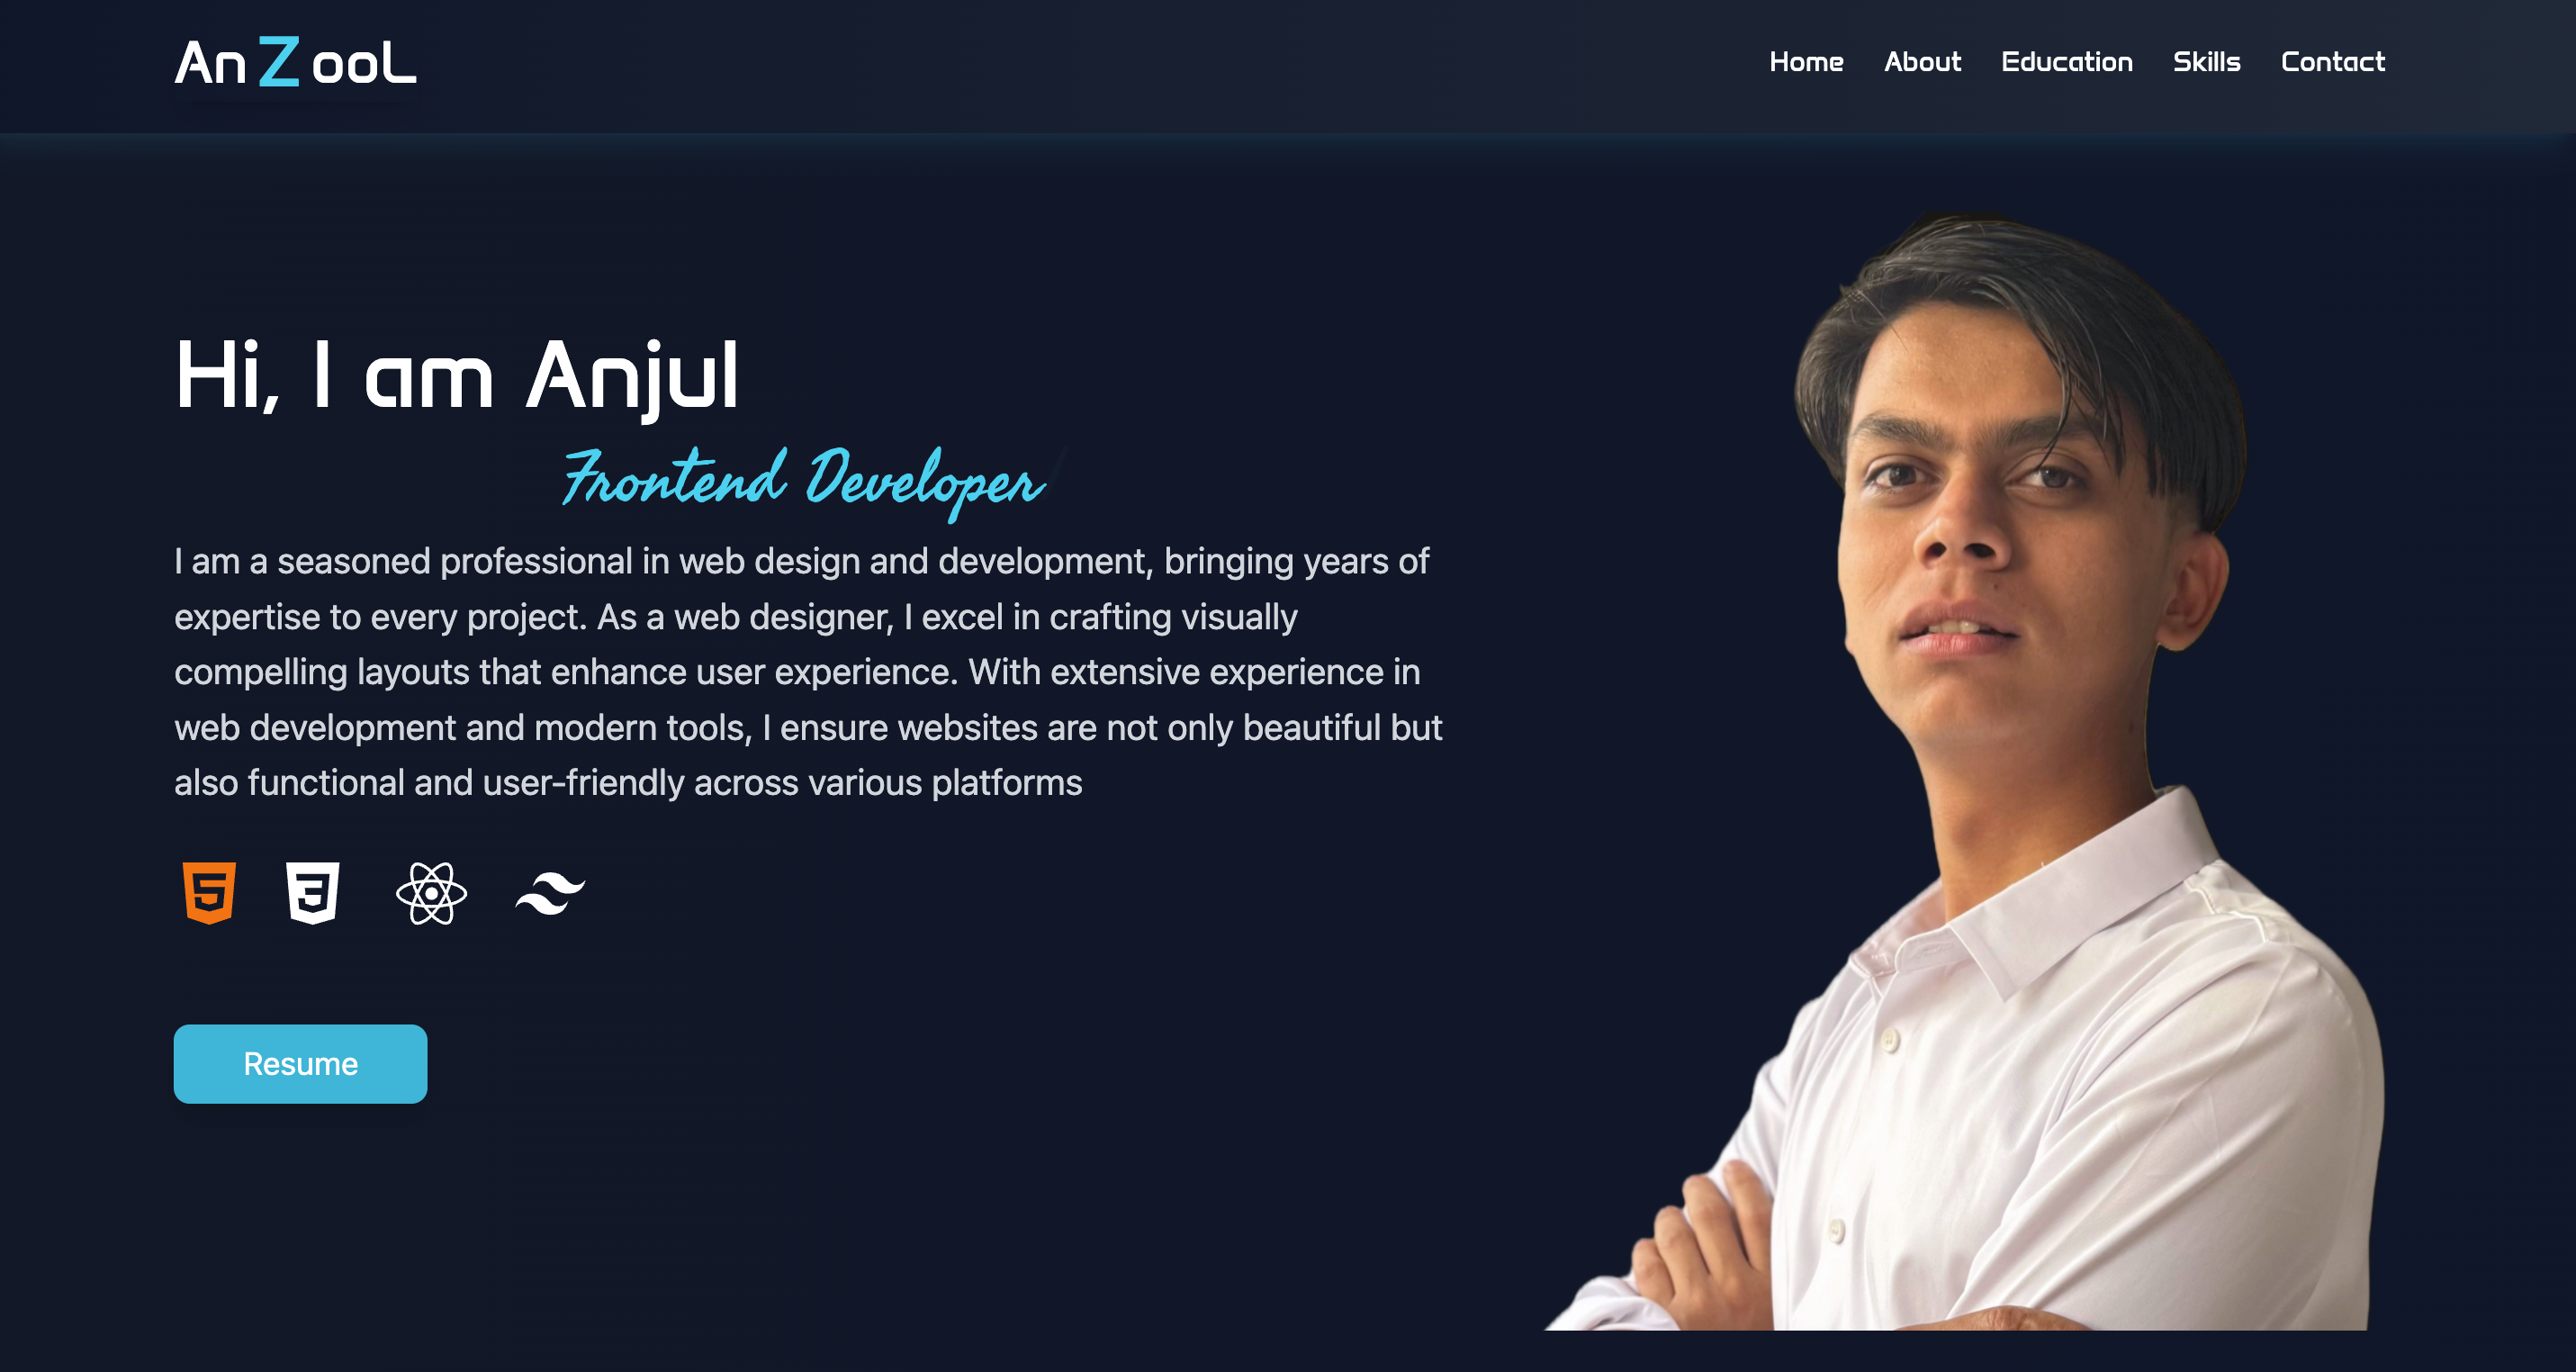 An Z ooL
Home About Education Skills Contact
Hi, I am Anjul
Frontend Developer
I am a seasoned professional in web design and development, bringing years of
expertise to every project. As a web designer, I excel in crafting visually
compelling layouts that enhance user experience. With extensive experience in
web development and modern tools, I ensure websites are not only beautiful but
also functional and user-friendly across various platforms
Resume